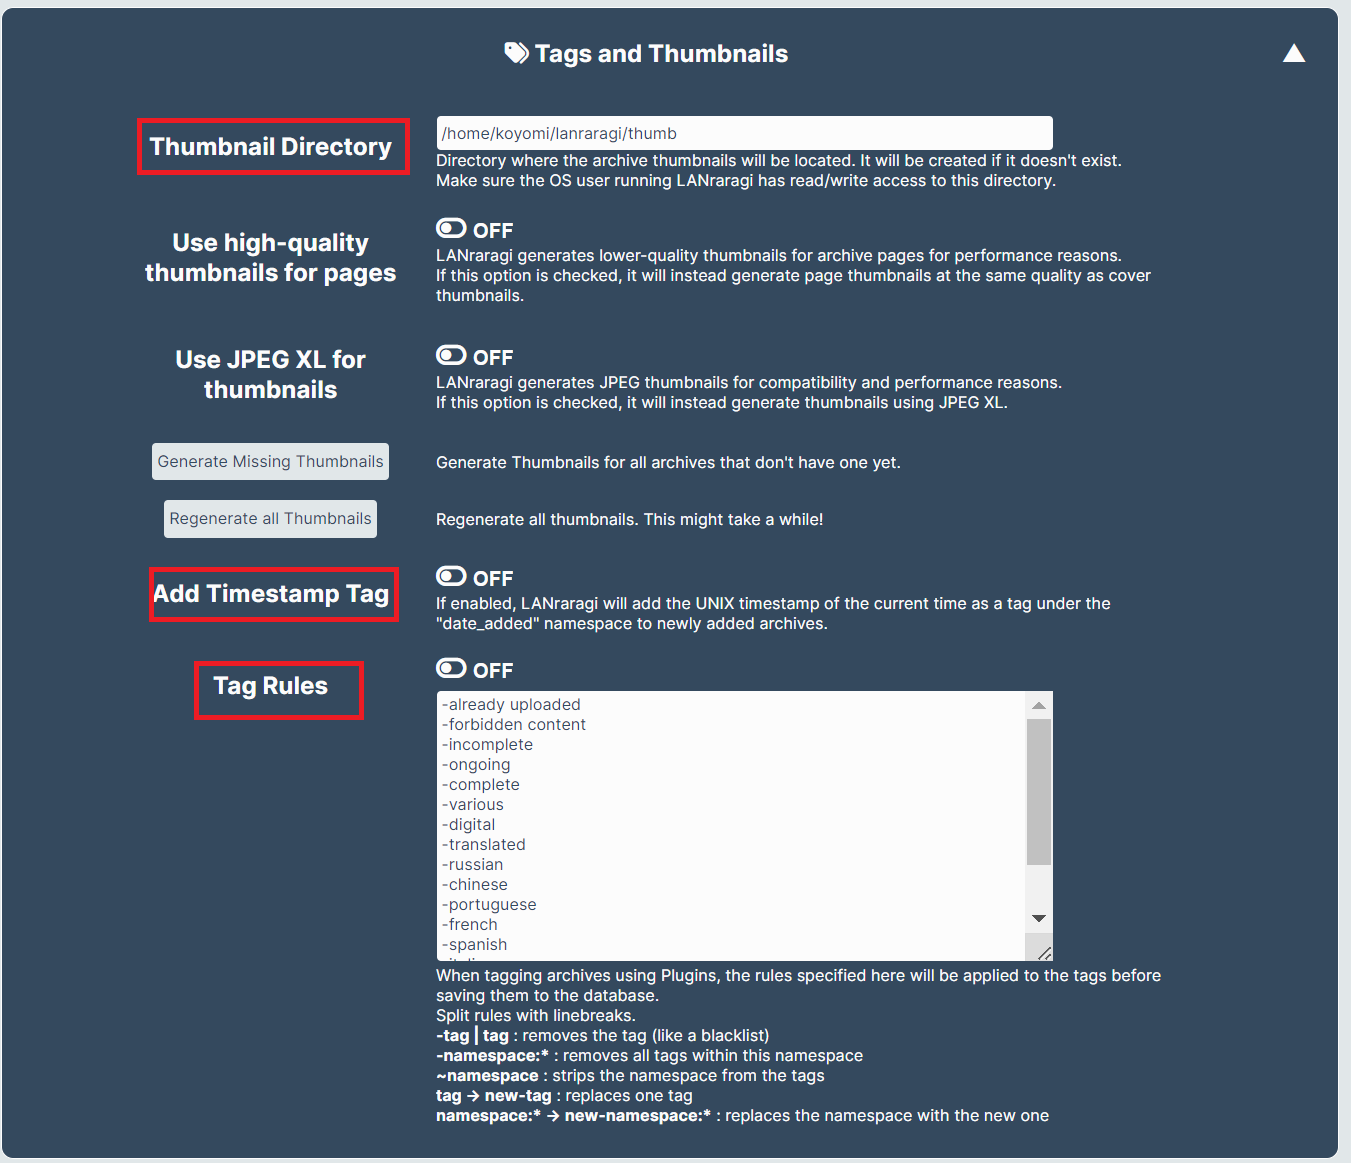 Tags and Thumbnails
Thumbnail Directory
/home/koyomi/lanraragi/thumb
Directory where the archive thumbnails will be located. It will be created if it doesn't exist.
Make sure the OS user running LANraragi has read/write access to this directory.
Use high-quality
thumbnails for pages
OFF
LANraragi generates lower-quality thumbnails for archive pages for performance reasons.
If this option is checked, it will instead generate page thumbnails at the same quality as cover
thumbnails.
Use JPEG XL for
thumbnails
OFF
LANraragi generates JPEG thumbnails for compatibility and performance reasons.
If this option is checked, it will instead generate thumbnails using JPEG XL.
Generate Missing Thumbnails
Generate Thumbnails for all archives that don't have one yet.
Regenerate all Thumbnails
Regenerate all thumbnails. This might take a while!
Add Timestamp Tag
OFF
If enabled, LANraragi will add the UNIX timestamp of the current time as a tag under the
"date_added" namespace to newly added archives.
Tag Rules
OFF
-already uploaded
-forbidden content
-incomplete
-ongoing
-complete
-various
-digital
-translated
-russian
-chinese
-portuguese
-french
-spanish
When tagging archives using Plugins, the rules specified here will be applied to the tags before
saving them to the database.
Split rules with linebreaks.
-tag | tag : removes the tag (like a blacklist)
-namespace:* : removes all tags within this namespace
~namespace : strips the namespace from the tags
tag → new-tag : replaces one tag
namespace:* → new-namespace:* : replaces the namespace with the new one